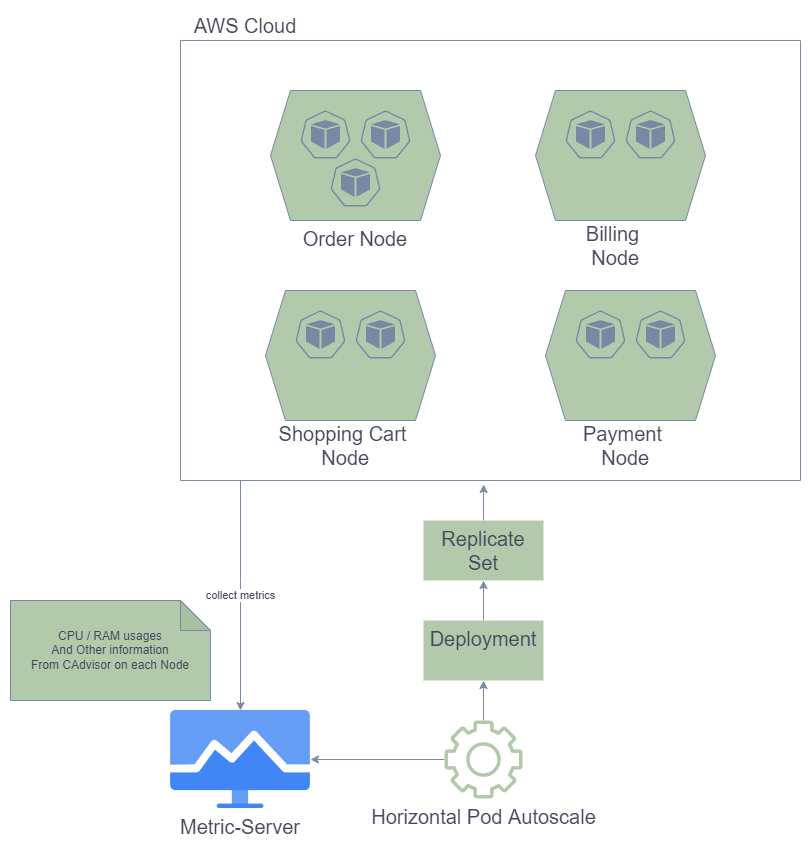 AWS Cloud
Order Node
Billing
Node
Shopping Cart
Node
Payment
Node
Replicate
Set
collect metrics
CPU / RAM usages
And Other information
From CAdvisor on each Node
Deployment
Horizontal Pod Autoscale
Metric-Server